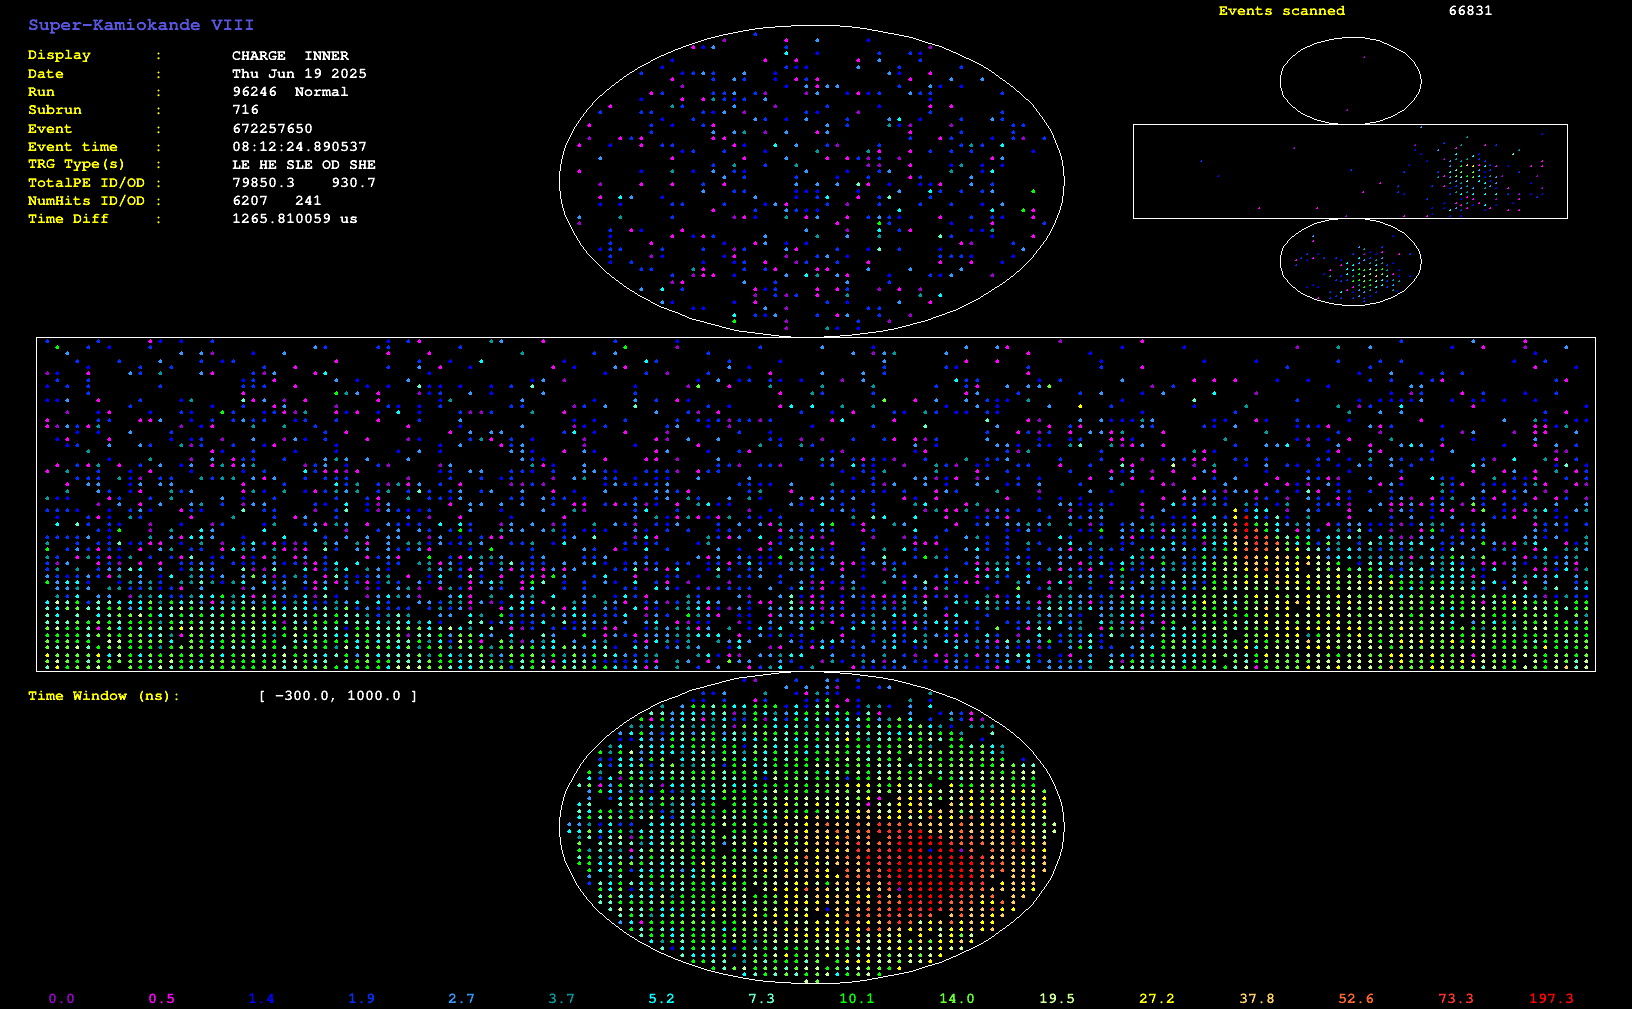 Super-Kamiokande VIII
Events scanned 66831
Display : CHARGE INNER
Date : Thu Jun 19 2025
Run : 96246 Normal
Subrun : 716
Event : 672257650
Event time : 08:12:24.890537
TRG Type(s) : LE HE SLE OD SHE
TotalPE ID/OD : 79850.3 930.7
NumHits ID/OD : 6207 241
Time Diff : 1265.810059 us
Time Window (ns): [ -300.0, 1000.0 ]
0.0 0.5 1.4 1.9 2.7 3.7 5.2 7.3 10.1 14.0 19.5 27.2 37.8 52.6 73.3 197.3